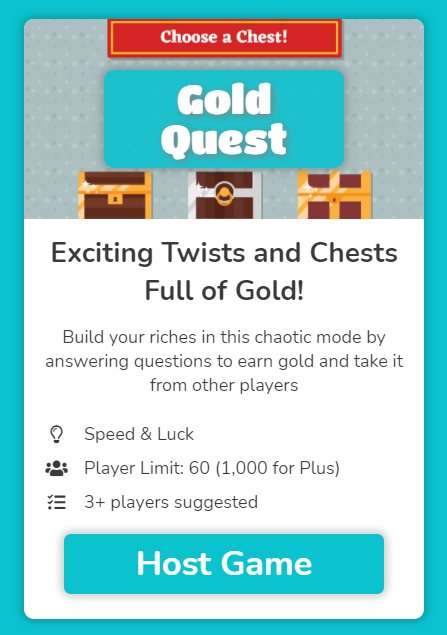 Choose a Chest!
Gold
Quest
Exciting Twists and Chests
Full of Gold!
Build your riches in this chaotic mode by
answering questions to earn gold and take it
from other players
Speed & Luck
Player Limit: 60 (1,000 for Plus)
3+ players suggested
Host Game